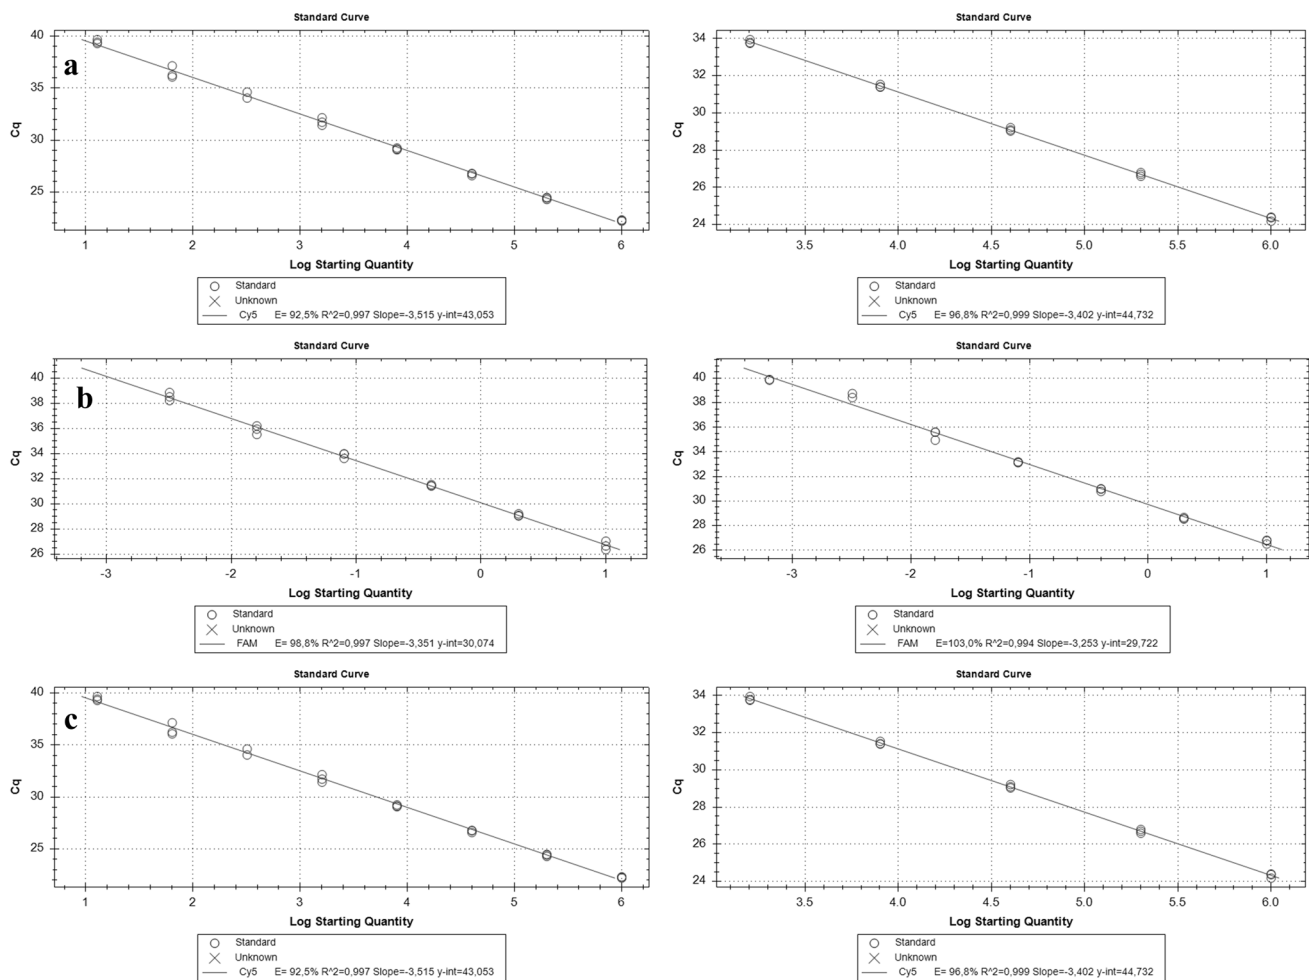 Standard Curve
a
40
35
30
25
Cq
1 2 3 4 5 6
Log Starting Quantity
Standard
Unknown
Cy5 E= 92,5% R^2=0,997 Slope=-3,515 y-int=43,053
Standard Curve
34
32
30
28
26
24
Cq
3.5 4.0 4.5 5.0 5.5 6.0
Log Starting Quantity
Standard
Unknown
Cy5 E= 96,8% R^2=0,999 Slope=-3,402 y-int=44,732
Standard Curve
b
40
38
36
34
32
30
28
26
Cq
-3 -2 -1 0 1
Log Starting Quantity
Standard
Unknown
FAM E= 98,8% R^2=0,997 Slope=-3,351 y-int=30,074
Standard Curve
40
38
36
34
32
30
28
26
Cq
-3 -2 -1 0 1
Log Starting Quantity
Standard
Unknown
FAM E=103,0% R^2=0,994 Slope=-3,253 y-int=29,722
Standard Curve
c
40
35
30
25
Cq
1 2 3 4 5 6
Log Starting Quantity
Standard
Unknown
Cy5 E= 92,5% R^2=0,997 Slope=-3,515 y-int=43,053
Standard Curve
34
32
30
28
26
24
Cq
3.5 4.0 4.5 5.0 5.5 6.0
Log Starting Quantity
Standard
Unknown
Cy5 E= 96,8% R^2=0,999 Slope=-3,402 y-int=44,732